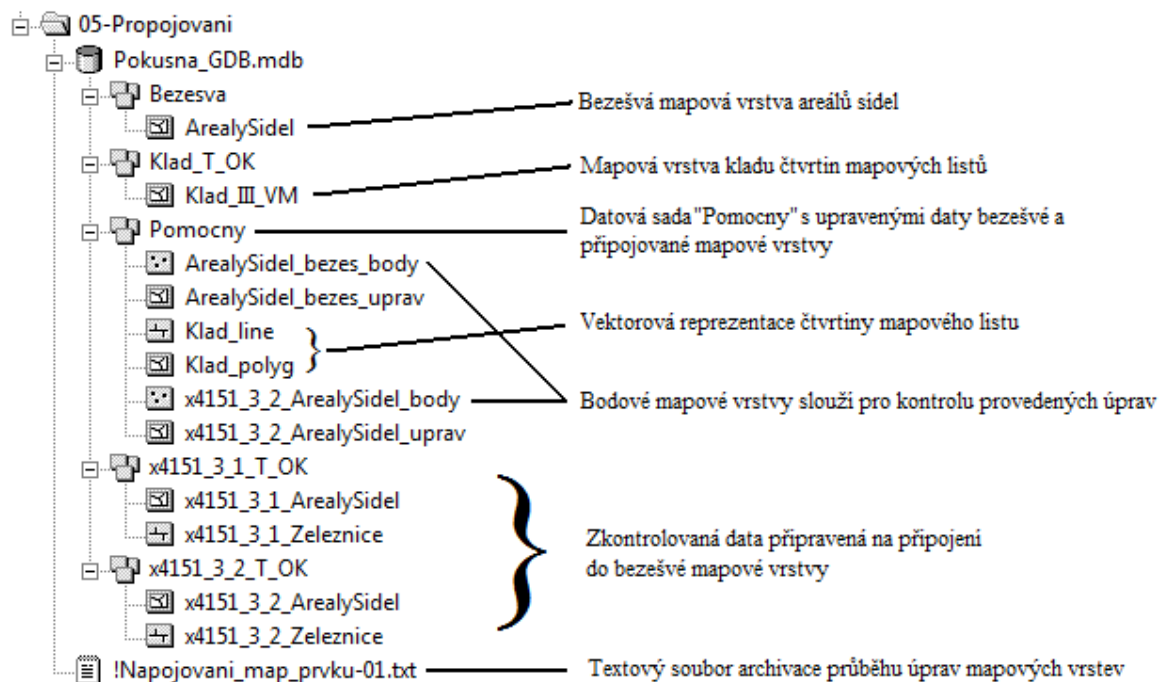 05-Propojovani
Pokusna_GDB.mdb
Bezesva
ArealySidel
Bezešvá mapová vrstva areálů sídel
Klad_T_OK
Klad_III_VM
Mapová vrstva kladu čtvrtin mapových listů
Pomocny
Datová sada "Pomocny" s upravenými daty bezešvé a
připojované mapové vrstvy
ArealySidel_bezes_body
ArealySidel_bezes_uprav
Klad_line
Klad_polyg
Vektorová reprezentace čtvrtiny mapového listu
x4151_3_2_ArealySidel_body
Bodové mapové vrstvy slouží pro kontrolu provedených úprav
x4151_3_2_ArealySidel_uprav
x4151_3_1_T_OK
x4151_3_1_ArealySidel
x4151_3_1_Zeleznice
Zkontrolovaná data připravená na připojení
do bezešvé mapové vrstvy
x4151_3_2_T_OK
x4151_3_2_ArealySidel
x4151_3_2_Zeleznice
!Napojovani_map_prvku-01.txt
Textový soubor archivace průběhu úprav mapových vrstev